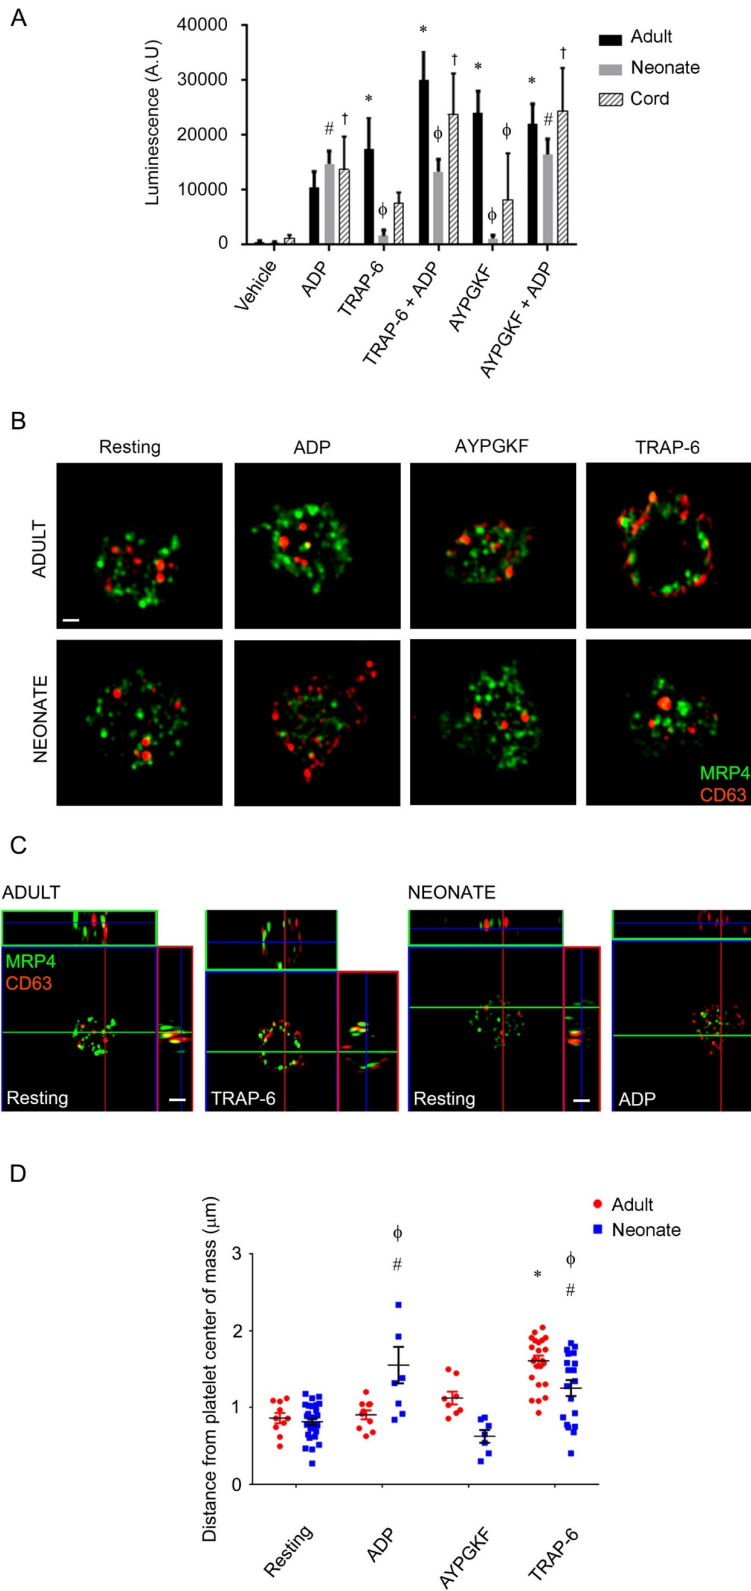 A
Luminescence (A.U)
40000
30000
20000
10000
0
Adult
Neonate
Cord
*
†
*
*
*
†
#
†
ϕ
ϕ
#
ϕ
ϕ
Vehicle
ADP
TRAP-6
TRAP-6 + ADP
AYPGKF
AYPGKF + ADP
B
Resting
ADP
AYPGKF
TRAP-6
ADULT
NEONATE
MRP4
CD63
C
ADULT
NEONATE
MRP4
CD63
Resting
TRAP-6
Resting
ADP
D
Distance from platelet center of mass (μm)
Adult
Neonate
3
2
1
0
ϕ
#
*
ϕ
#
Resting
ADP
AYPGKF
TRAP-6